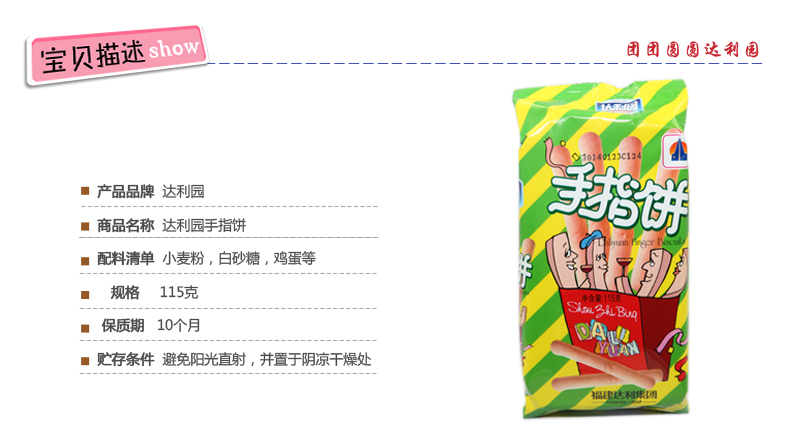 宝贝描述show
团团圆圆达利园
产品品牌 达利园
商品名称 达利园手指饼
配料清单 小麦粉，白砂糖，鸡蛋等
规格 115克
保质期 10个月
贮存条件 避免阳光直射，并置于阴凉干燥处
达利园
20140123C124
手指饼
Daliyuan Finger Biscuits
净含量:115克
Shou Zhi Bing
DALI
YUAN
福建达利集团